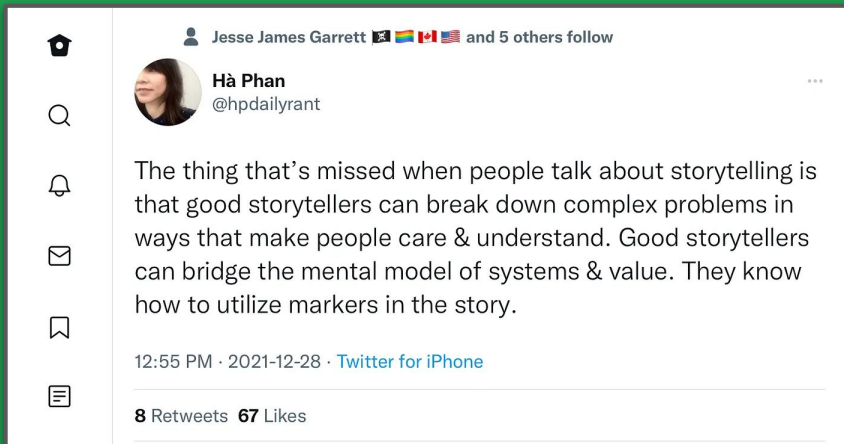 Jesse James Garrett 🏴‍☠️ 🏳️‍🌈 🇨🇦 🇺🇸 and 5 others follow
Hà Phan
@hpdailyrant
The thing that’s missed when people talk about storytelling is
that good storytellers can break down complex problems in
ways that make people care & understand. Good storytellers
can bridge the mental model of systems & value. They know
how to utilize markers in the story.
12:55 PM · 2021-12-28 · Twitter for iPhone
8 Retweets 67 Likes